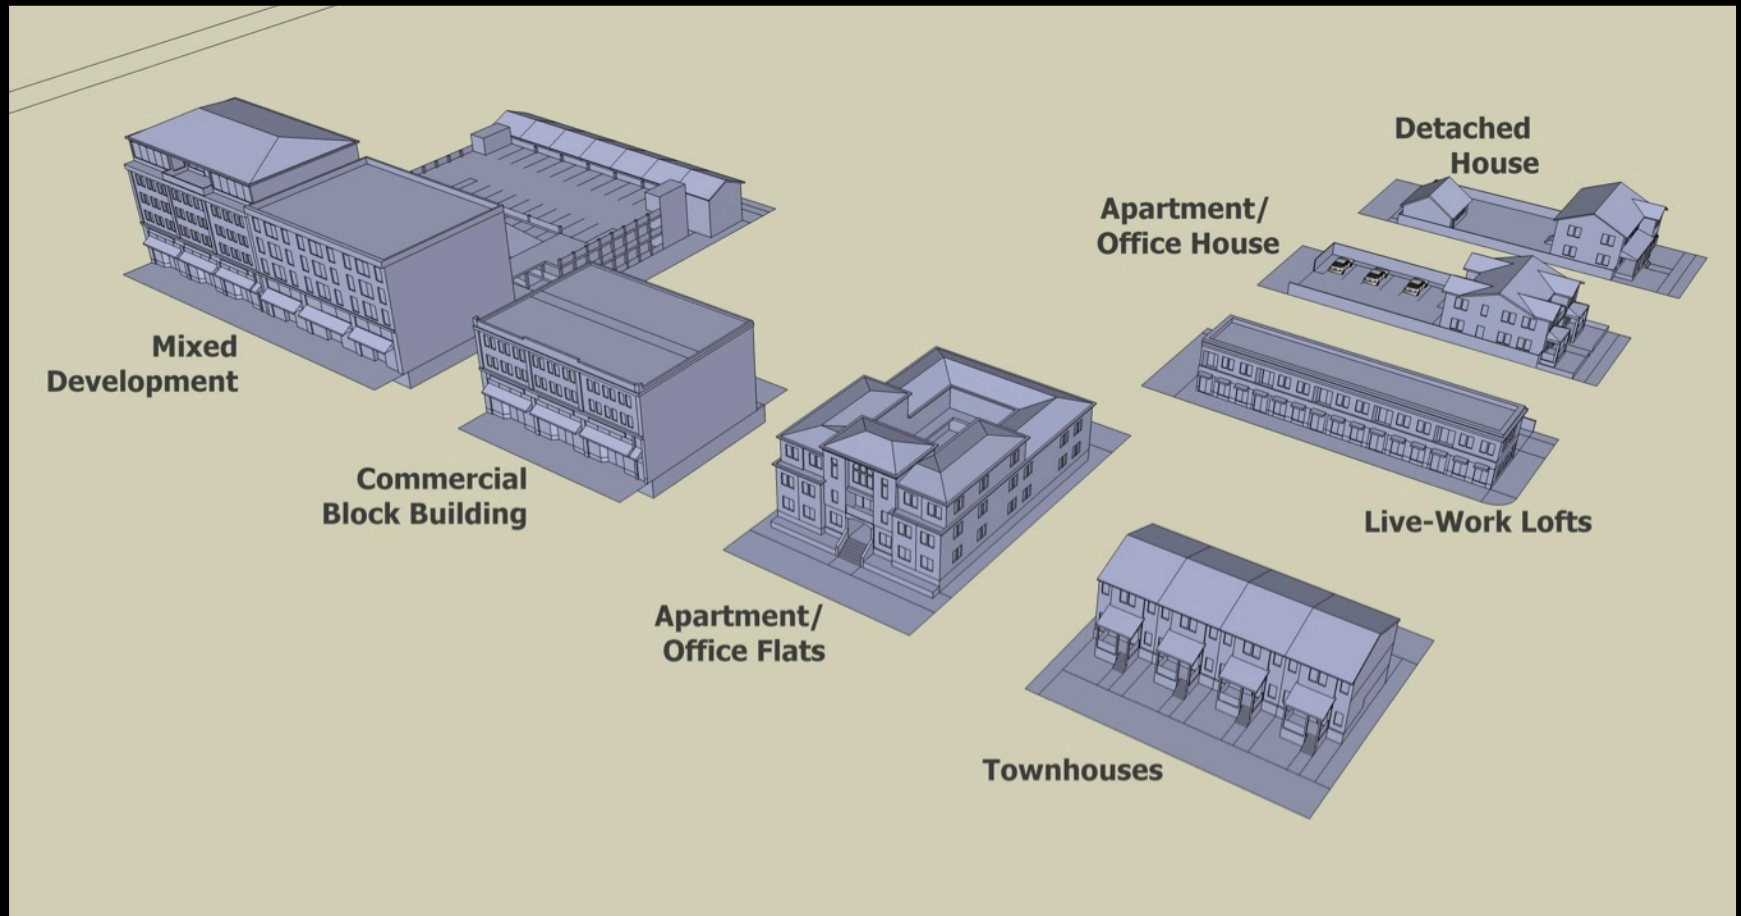 Detached
House
Apartment/
Office House
Mixed
Development
Commercial
Block Building
Live-Work Lofts
Apartment/
Office Flats
Townhouses